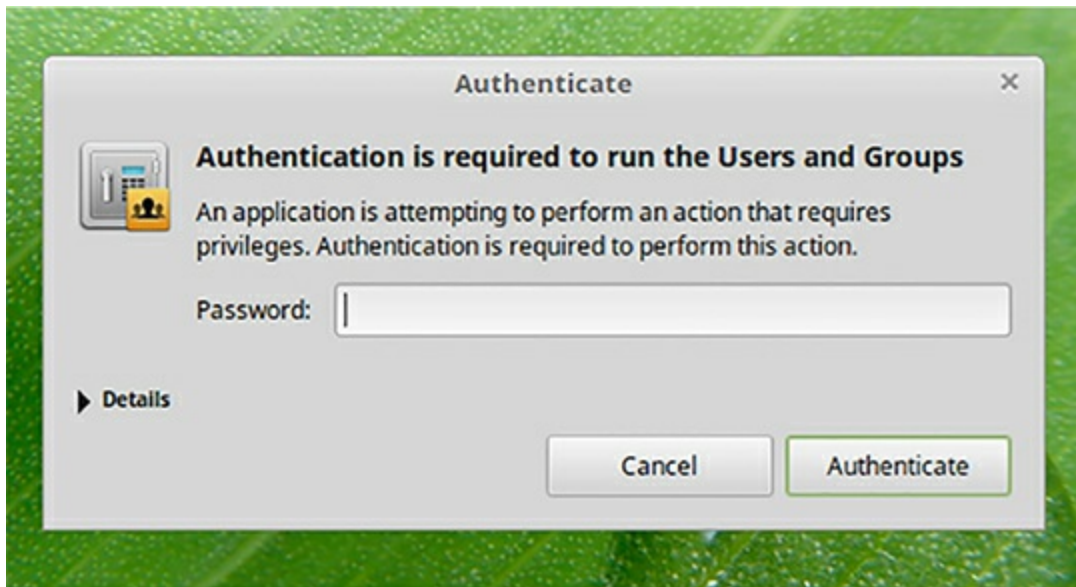 Authenticate
Authentication is required to run the Users and Groups
An application is attempting to perform an action that requires
privileges. Authentication is required to perform this action.
Password:
Details
Cancel
Authenticate